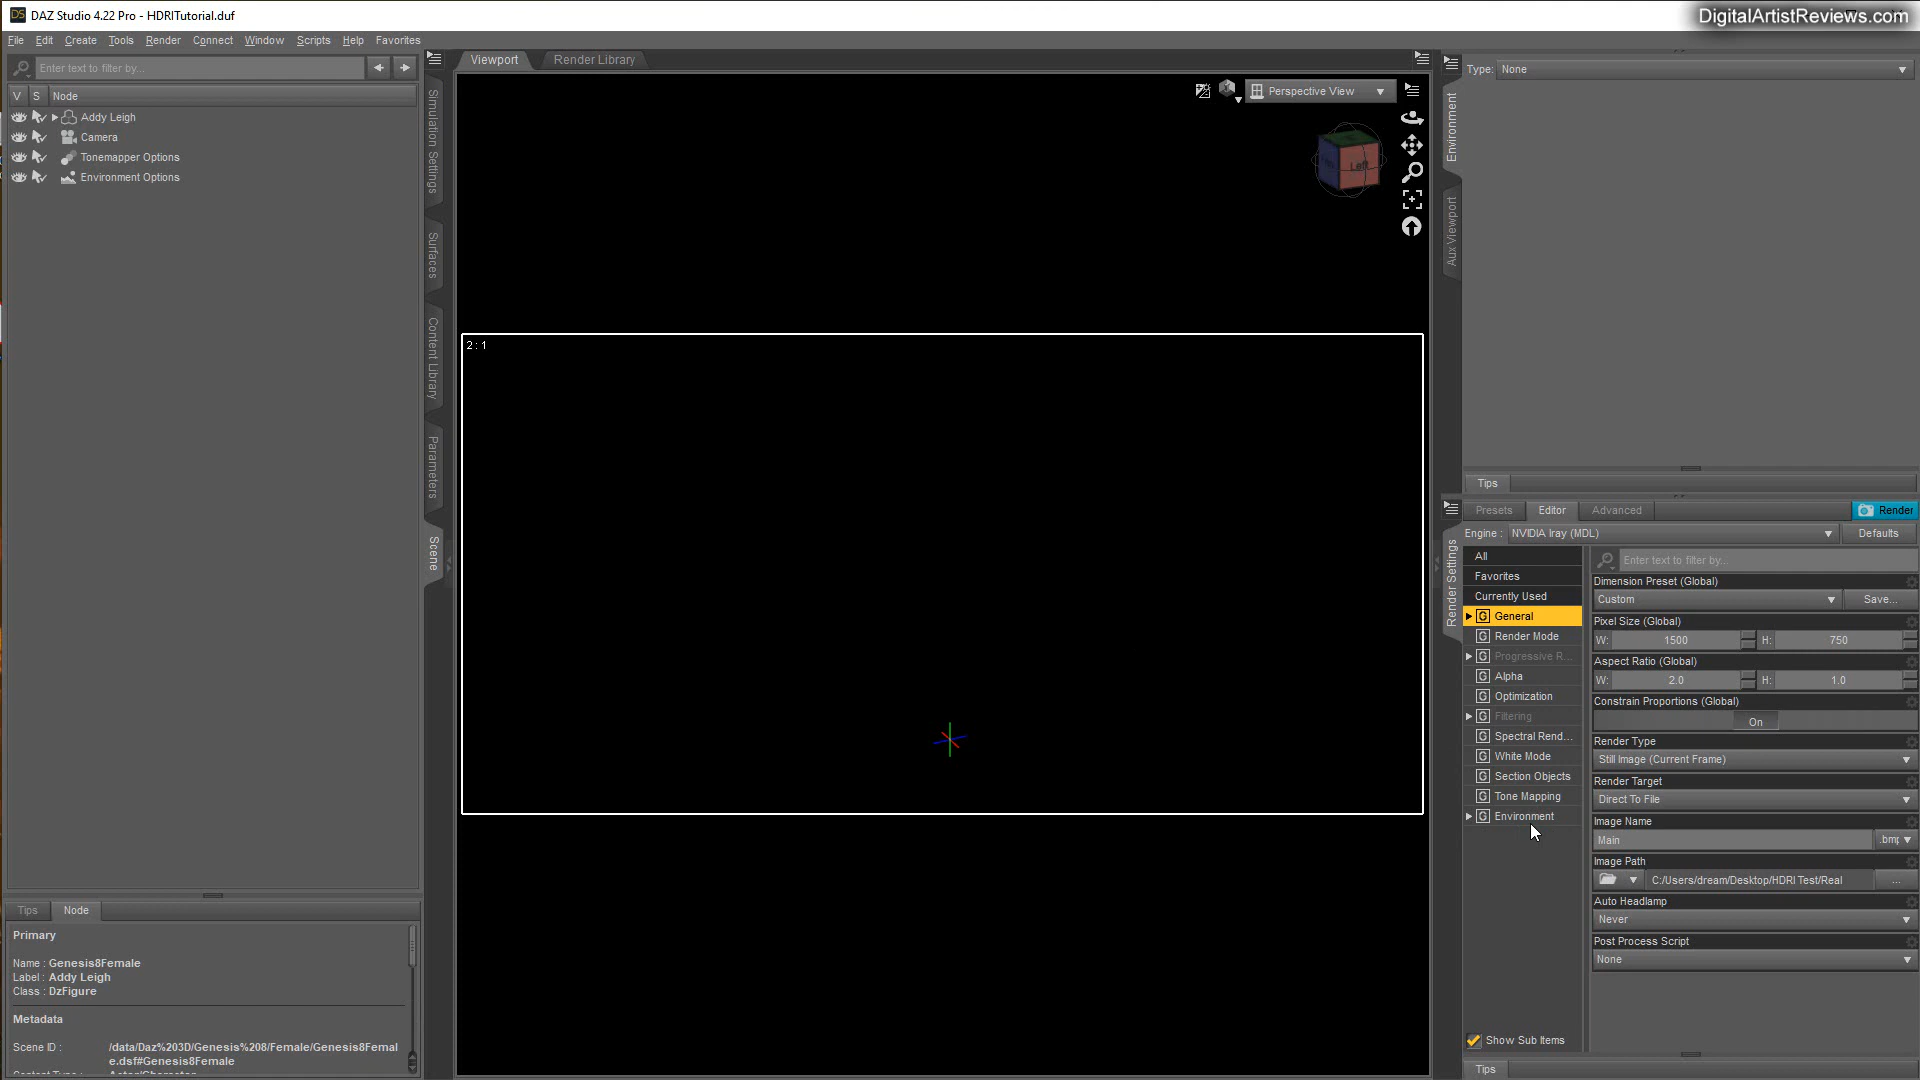 DAZ Studio 4.22 Pro - HDRITutorial.duf
DigitalArtistReviews.com
File Edit Create Tools Render Connect Window Scripts Help Favorites
Enter text to filter by...
V S Node
Addy Leigh
Camera
Tonemapper Options
Environment Options
Simulation Settings
Surfaces
Content Library
Parameters
Scene
Tips Node
Primary
Name : Genesis8Female
Label : Addy Leigh
Class : DzFigure
Metadata
Scene ID : /data/Daz%203D/Genesis%208/Female/Genesis8Femal
e.dsf#Genesis8Female
Viewport Render Library
Perspective View
Left
2 : 1
Environment
Aux Viewport
Type: None
Tips
Presets Editor Advanced Render
Engine : NVIDIA Iray (MDL) Defaults
Render Settings
All
Favorites
Currently Used
G General
G Render Mode
G Progressive R...
G Alpha
G Optimization
G Filtering
G Spectral Rend...
G White Mode
G Section Objects
G Tone Mapping
G Environment
Show Sub Items
Enter text to filter by...
Dimension Preset (Global)
Custom Save...
Pixel Size (Global)
W: 1500 H: 750
Aspect Ratio (Global)
W: 2.0 H: 1.0
Constrain Proportions (Global)
On
Render Type
Still Image (Current Frame)
Render Target
Direct To File
Image Name
Main .bmp
Image Path
C:/Users/dream/Desktop/HDRI Test/Real ...
Auto Headlamp
Never
Post Process Script
None
Tips